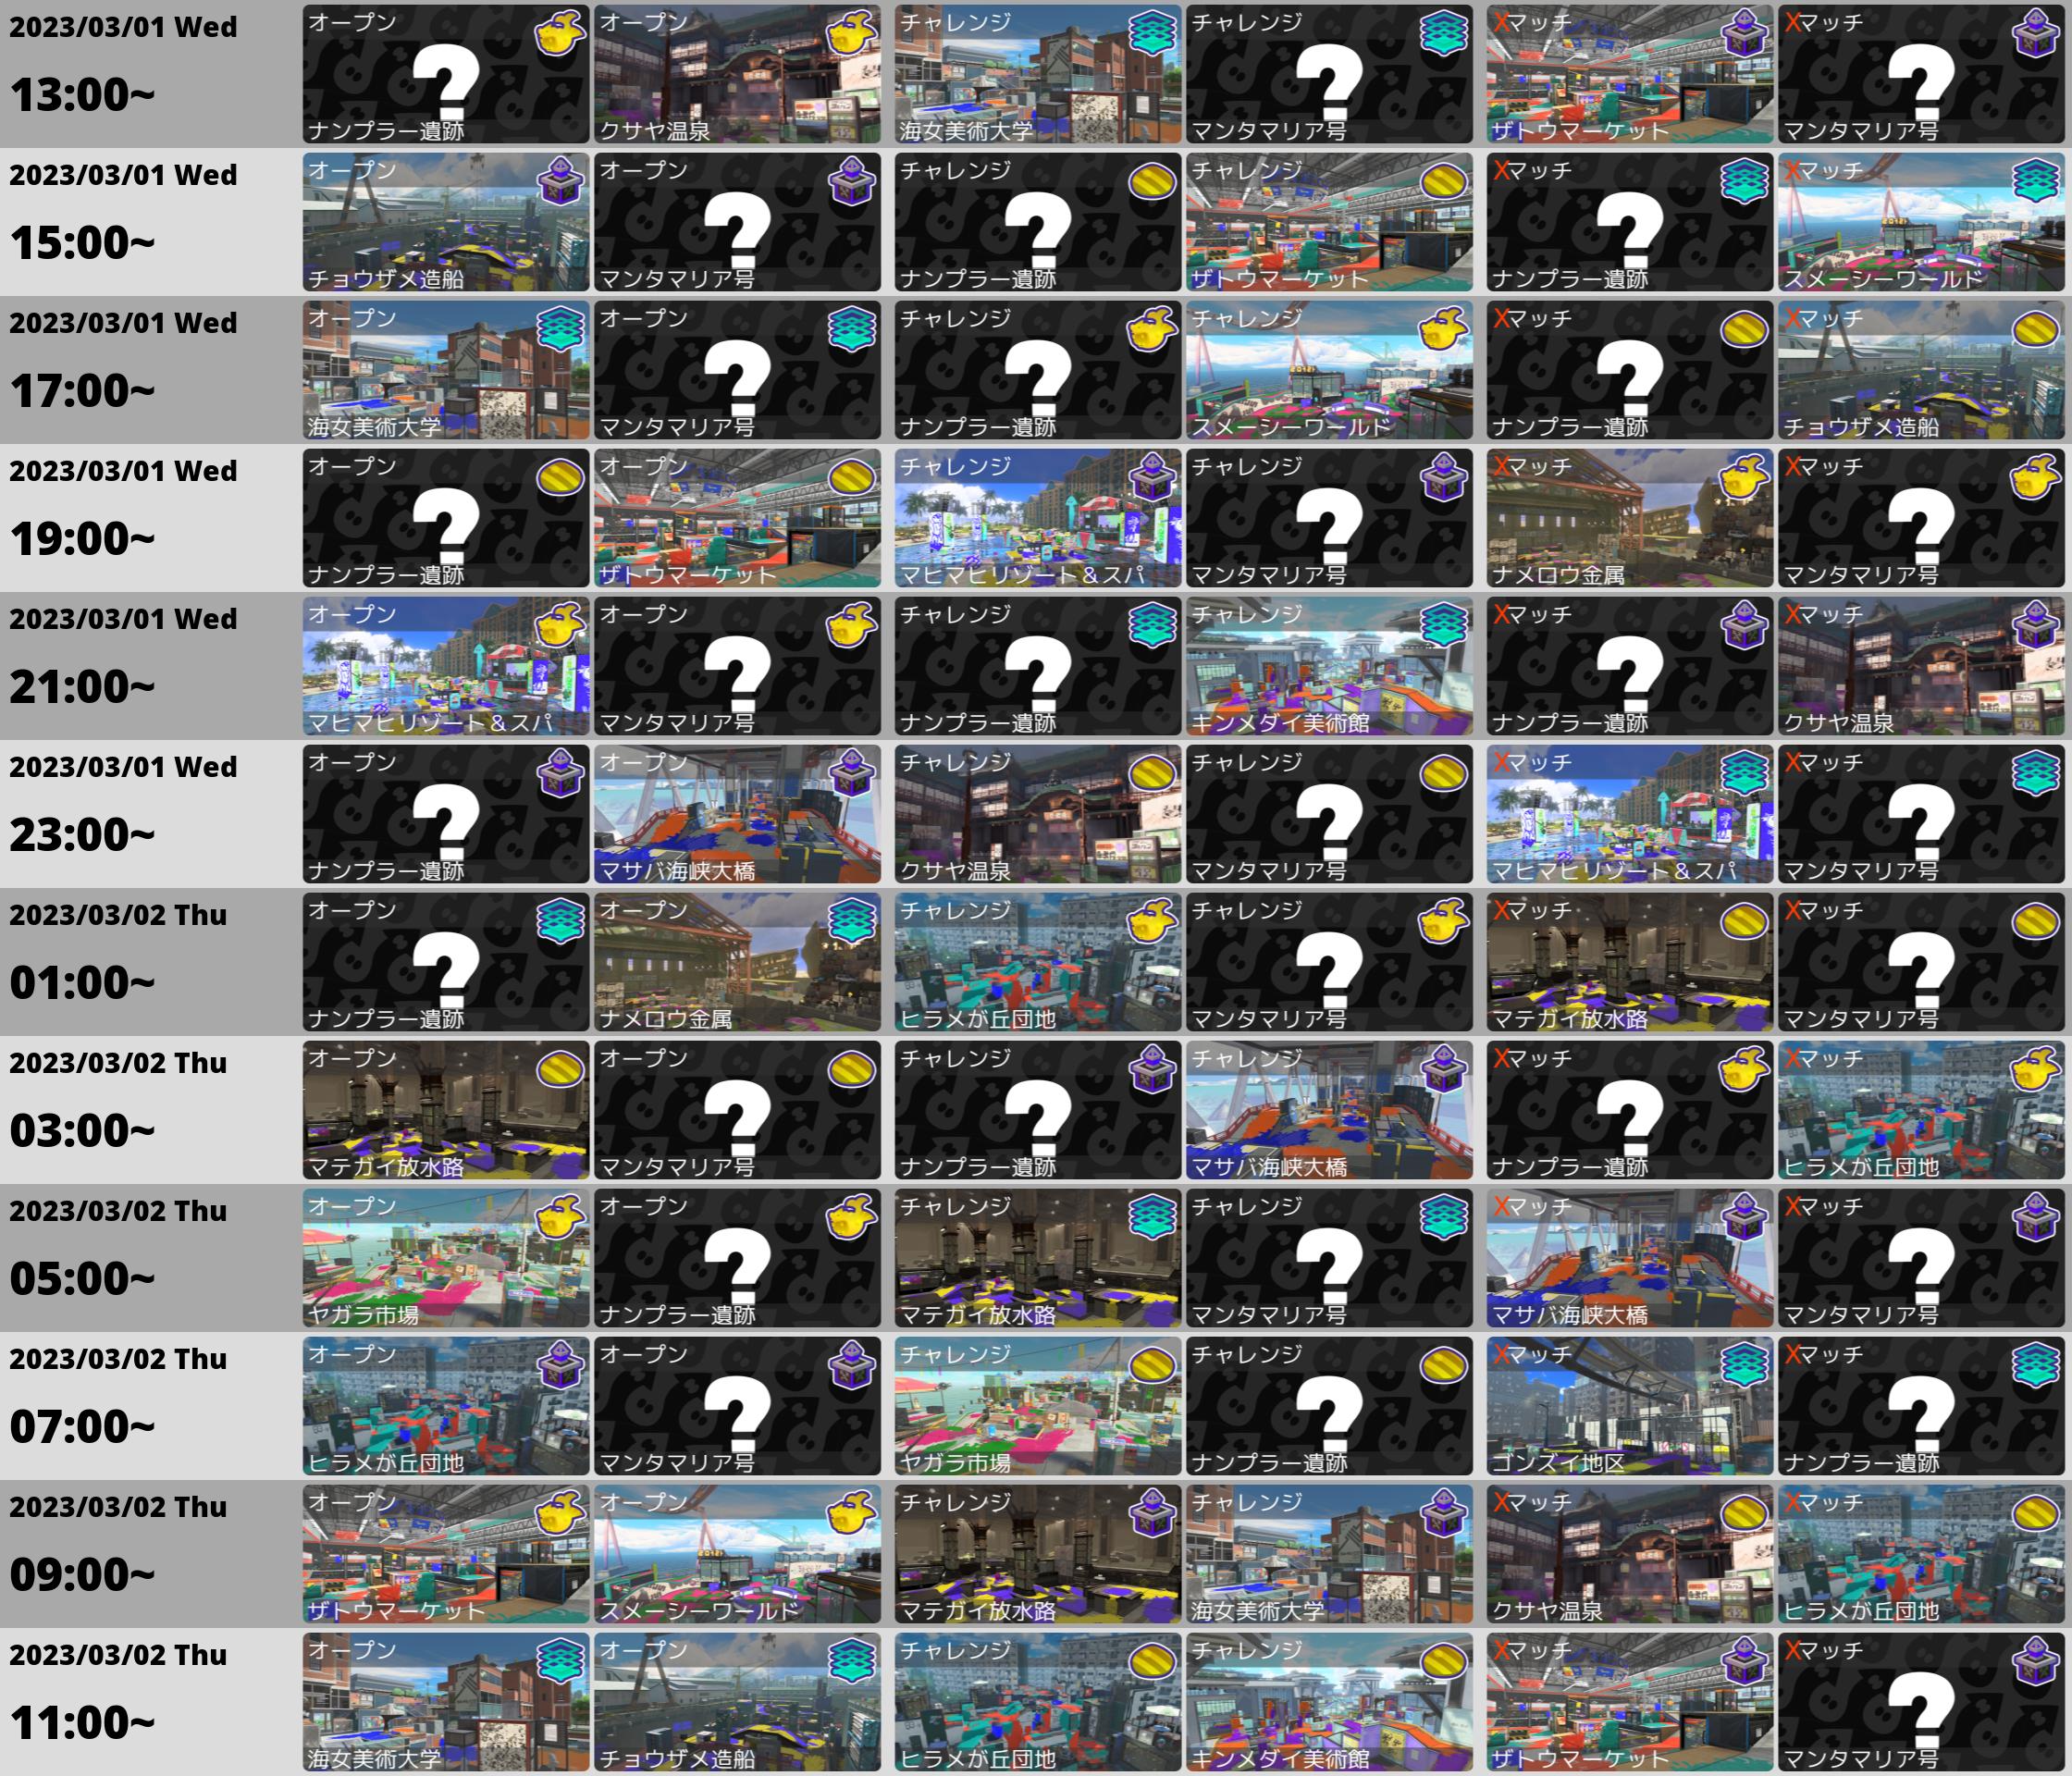 2023/03/01 Wed
13:00~
オープン
ナンプラー遺跡
オープン
クサヤ温泉
チャレンジ
海女美術大学
チャレンジ
マンタマリア号
Xマッチ
ザトウマーケット
Xマッチ
マンタマリア号
2023/03/01 Wed
15:00~
オープン
チョウザメ造船
オープン
マンタマリア号
チャレンジ
ナンプラー遺跡
チャレンジ
ザトウマーケット
Xマッチ
ナンプラー遺跡
Xマッチ
スメーシーワールド
2023/03/01 Wed
17:00~
オープン
海女美術大学
オープン
マンタマリア号
チャレンジ
ナンプラー遺跡
チャレンジ
スメーシーワールド
Xマッチ
ナンプラー遺跡
Xマッチ
チョウザメ造船
2023/03/01 Wed
19:00~
オープン
ナンプラー遺跡
オープン
ザトウマーケット
チャレンジ
マヒマヒリゾート＆スパ
チャレンジ
マンタマリア号
Xマッチ
ナメロウ金属
Xマッチ
マンタマリア号
2023/03/01 Wed
21:00~
オープン
マヒマヒリゾート＆スパ
オープン
マンタマリア号
チャレンジ
ナンプラー遺跡
チャレンジ
キンメダイ美術館
Xマッチ
ナンプラー遺跡
Xマッチ
クサヤ温泉
2023/03/01 Wed
23:00~
オープン
ナンプラー遺跡
オープン
マサバ海峡大橋
チャレンジ
クサヤ温泉
チャレンジ
マンタマリア号
Xマッチ
マヒマヒリゾート＆スパ
Xマッチ
マンタマリア号
2023/03/02 Thu
01:00~
オープン
ナンプラー遺跡
オープン
ナメロウ金属
チャレンジ
ヒラメが丘団地
チャレンジ
マンタマリア号
Xマッチ
マテガイ放水路
Xマッチ
マンタマリア号
2023/03/02 Thu
03:00~
オープン
マテガイ放水路
オープン
マンタマリア号
チャレンジ
ナンプラー遺跡
チャレンジ
マサバ海峡大橋
Xマッチ
ナンプラー遺跡
Xマッチ
ヒラメが丘団地
2023/03/02 Thu
05:00~
オープン
ヤガラ市場
オープン
ナンプラー遺跡
チャレンジ
マテガイ放水路
チャレンジ
マンタマリア号
Xマッチ
マサバ海峡大橋
Xマッチ
マンタマリア号
2023/03/02 Thu
07:00~
オープン
ヒラメが丘団地
オープン
マンタマリア号
チャレンジ
ヤガラ市場
チャレンジ
ナンプラー遺跡
Xマッチ
ゴンズイ地区
Xマッチ
ナンプラー遺跡
2023/03/02 Thu
09:00~
オープン
ザトウマーケット
オープン
スメーシーワールド
チャレンジ
マテガイ放水路
チャレンジ
海女美術大学
Xマッチ
クサヤ温泉
Xマッチ
ヒラメが丘団地
2023/03/02 Thu
11:00~
オープン
海女美術大学
オープン
チョウザメ造船
チャレンジ
ヒラメが丘団地
チャレンジ
キンメダイ美術館
Xマッチ
ザトウマーケット
Xマッチ
マンタマリア号